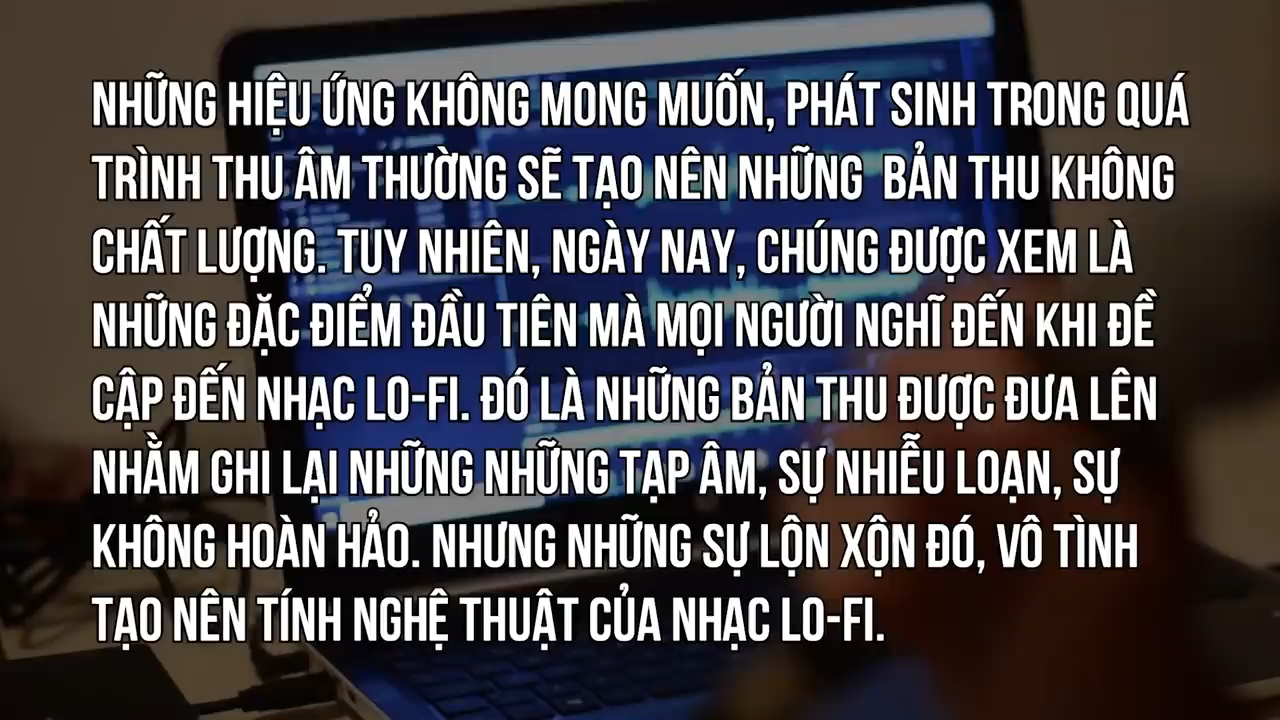 NHỮNG HIỆU ỨNG KHÔNG MONG MUỐN, PHÁT SINH TRONG QUÁ
TRÌNH THU ÂM THƯỜNG SẼ TẠO NÊN NHỮNG BẢN THU KHÔNG
CHẤT LƯỢNG. TUY NHIÊN, NGÀY NAY, CHÚNG ĐƯỢC XEM LÀ
NHỮNG ĐẶC ĐIỂM ĐẦU TIÊN MÀ MỌI NGƯỜI NGHĨ ĐẾN KHI ĐỀ
CẬP ĐẾN NHẠC LO-FI. ĐÓ LÀ NHỮNG BẢN THU ĐƯỢC ĐƯA LÊN
NHẰM GHI LẠI NHỮNG NHỮNG TẠP ÂM, SỰ NHIỄU LOẠN, SỰ
KHÔNG HOÀN HẢO. NHƯNG NHỮNG SỰ LỘN XỘN ĐÓ, VÔ TÌNH
TẠO NÊN TÍNH NGHỆ THUẬT CỦA NHẠC LO-FI.